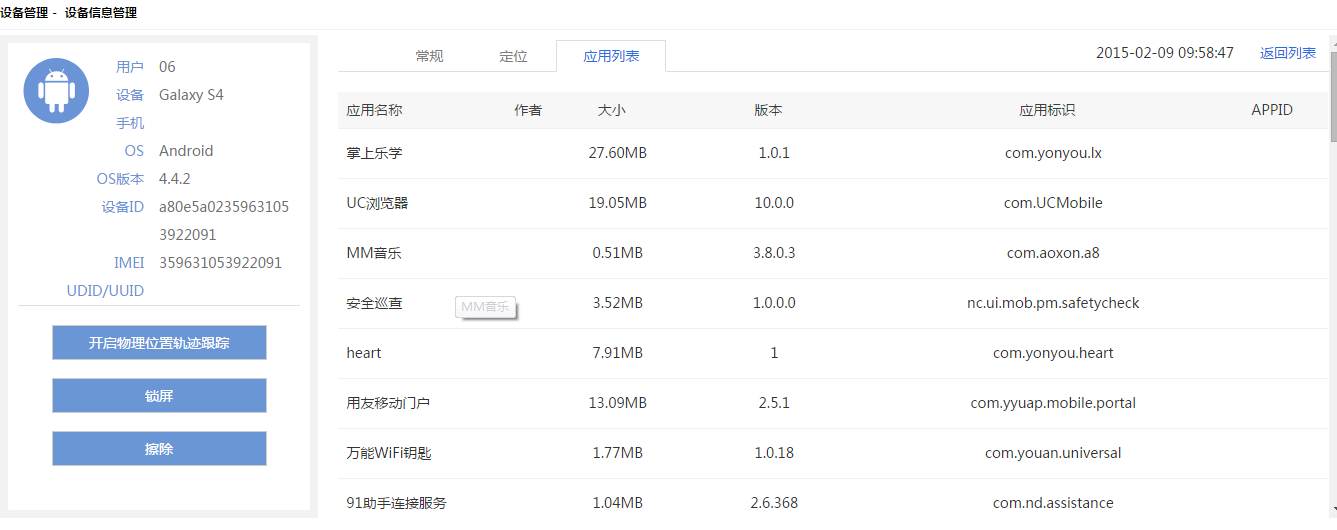 设备管理 - 设备信息管理
用户 06
设备 Galaxy S4
手机
OS Android
OS版本 4.4.2
设备ID a80e5a0235963105
3922091
IMEI 359631053922091
UDID/UUID
开启物理位置轨迹跟踪
锁屏
擦除
常规 定位 应用列表 2015-02-09 09:58:47 返回列表
应用名称 作者 大小 版本 应用标识 APPID
掌上乐学 27.60MB 1.0.1 com.yonyou.lx
UC浏览器 19.05MB 10.0.0 com.UCMobile
MM音乐 0.51MB 3.8.0.3 com.aoxon.a8
安全巡查 3.52MB 1.0.0.0 nc.ui.mob.pm.safetycheck
MM音乐
heart 7.91MB 1 com.yonyou.heart
用友移动门户 13.09MB 2.5.1 com.yyuap.mobile.portal
万能WiFi钥匙 1.77MB 1.0.18 com.youan.universal
91助手连接服务 1.04MB 2.6.368 com.nd.assistance